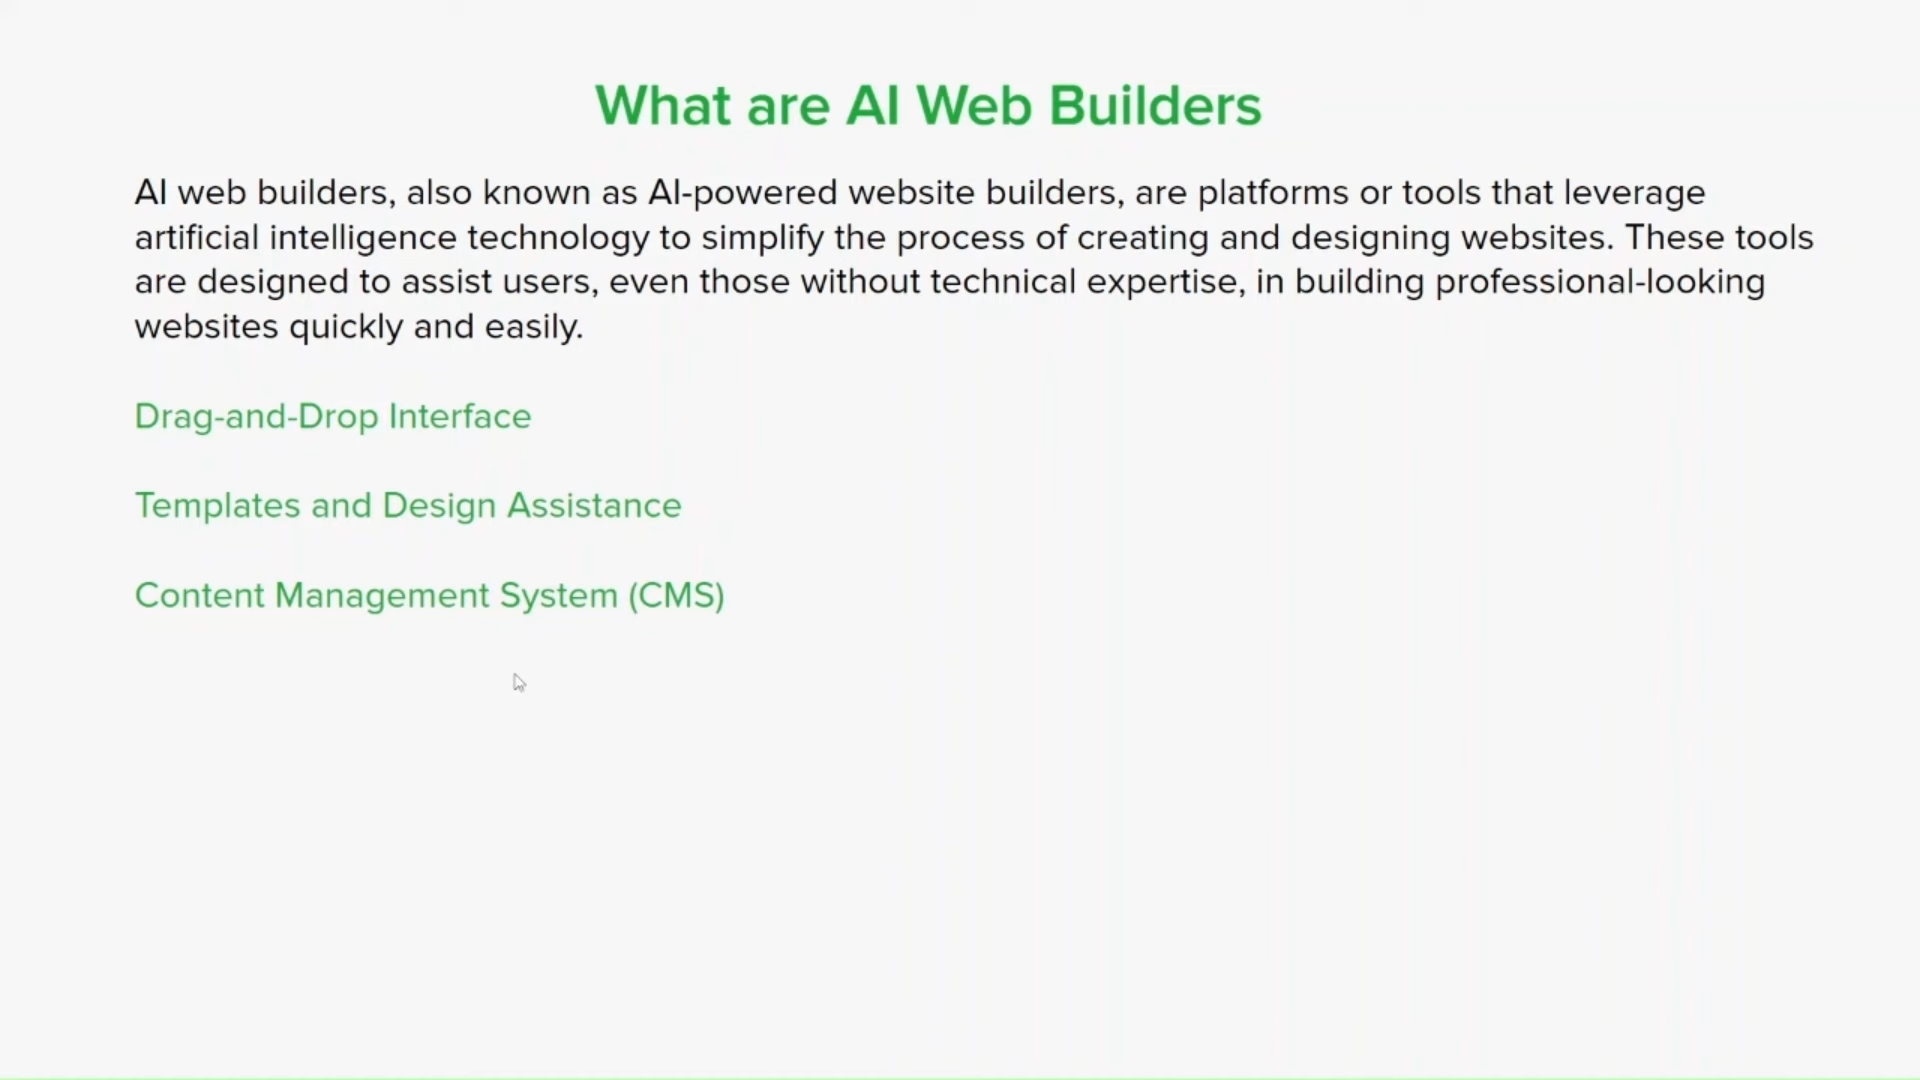 What are AI Web Builders
AI web builders, also known as AI-powered website builders, are platforms or tools that leverage
artificial intelligence technology to simplify the process of creating and designing websites. These tools
are designed to assist users, even those without technical expertise, in building professional-looking
websites quickly and easily.
Drag-and-Drop Interface
Templates and Design Assistance
Content Management System (CMS)